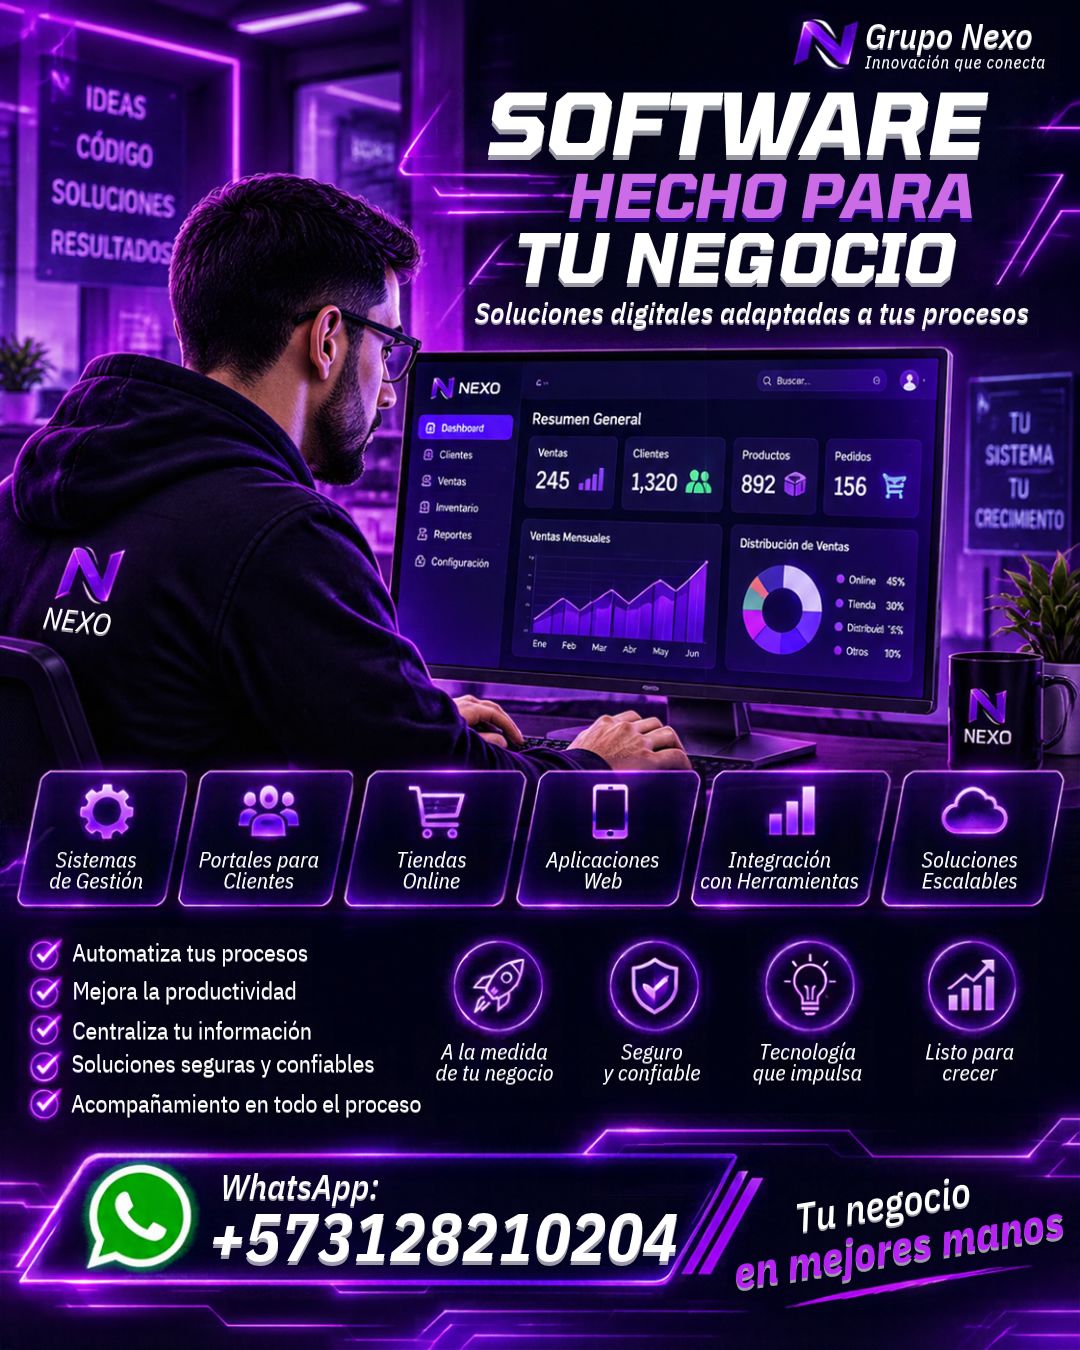 Grupo Nexo
Innovación que conecta
SOFTWARE
HECHO PARA
TU NEGOCIO
Soluciones digitales adaptadas a tus procesos
IDEAS
CÓDIGO
SOLUCIONES
RESULTADOS
NEXO
Buscar...
Dashboard
Clientes
Ventas
Inventario
Reportes
Configuración
Resumen General
Ventas
245
Clientes
1,320
Productos
892
Pedidos
156
Ventas Mensuales
Ene Feb Mar Abr May Jun
Distribución de Ventas
Online 45%
Tienda 30%
Otros 10%
TU
SISTEMA
TU
CRECIMIENTO
NEXO
NEXO
Sistemas
de Gestión
Portales para
Clientes
Tiendas
Online
Aplicaciones
Web
Integración
con Herramientas
Soluciones
Escalables
Automatiza tus procesos
Mejora la productividad
Centraliza tu información
Soluciones seguras y confiables
Acompañamiento en todo el proceso
A la medida
de tu negocio
Seguro
y confiable
Tecnología
que impulsa
Listo para
crecer
WhatsApp:
+573128210204
Tu negocio
en mejores manos